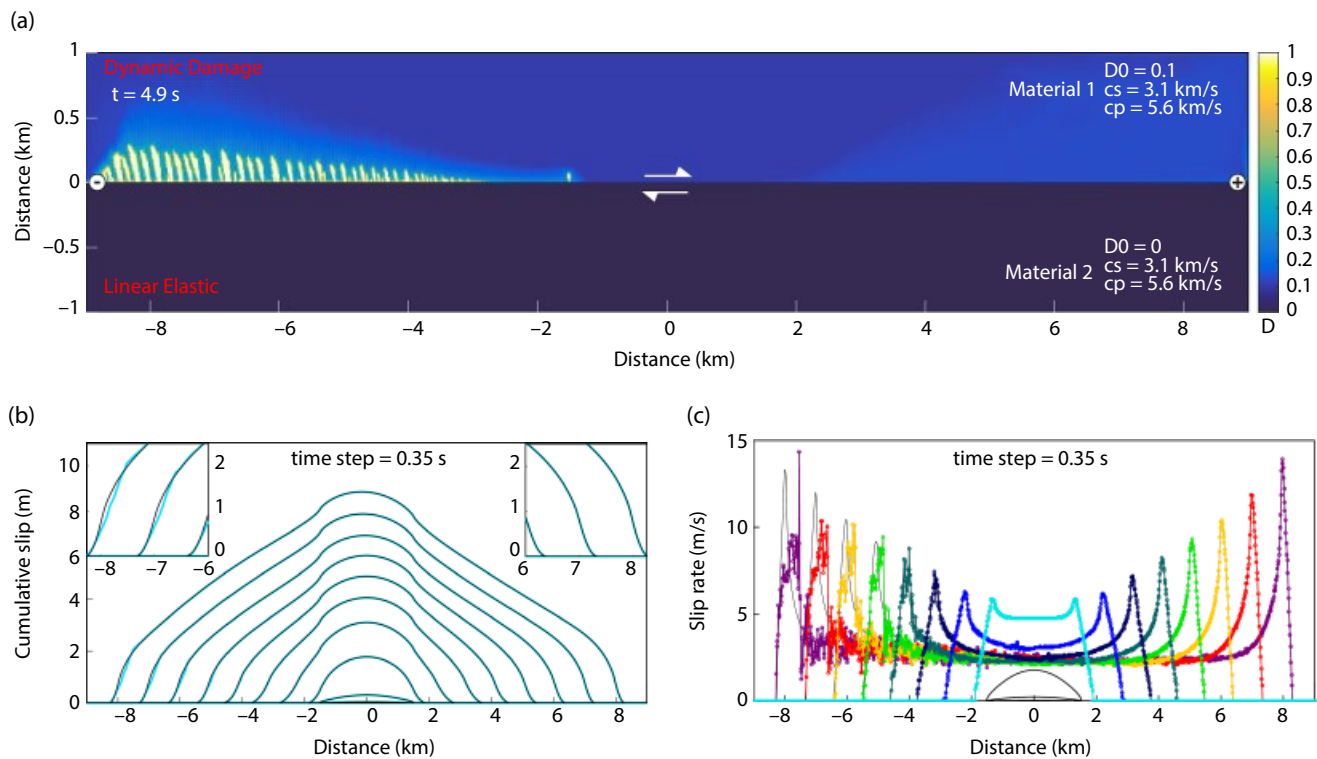 (a)
1
0.5
0
–0.5
–1
Distance (km)
Dynamic Damage
t = 4.9 s
Material 1
D0 = 0.1
cs = 3.1 km/s
cp = 5.6 km/s
-
+
Linear Elastic
Material 2
D0 = 0
cs = 3.1 km/s
cp = 5.6 km/s
–8 –6 –4 –2 0 2 4 6 8
Distance (km)
1
0.9
0.8
0.7
0.6
0.5
0.4
0.3
0.2
0.1
0
D
(b)
time step = 0.35 s
10
8
6
4
2
0
Cumulative slip (m)
2
1
0
–8 –7 –6
2
1
0
6 7 8
–8 –6 –4 –2 0 2 4 6 8
Distance (km)
(c)
time step = 0.35 s
15
10
5
0
Slip rate (m/s)
–8 –6 –4 –2 0 2 4 6 8
Distance (km)